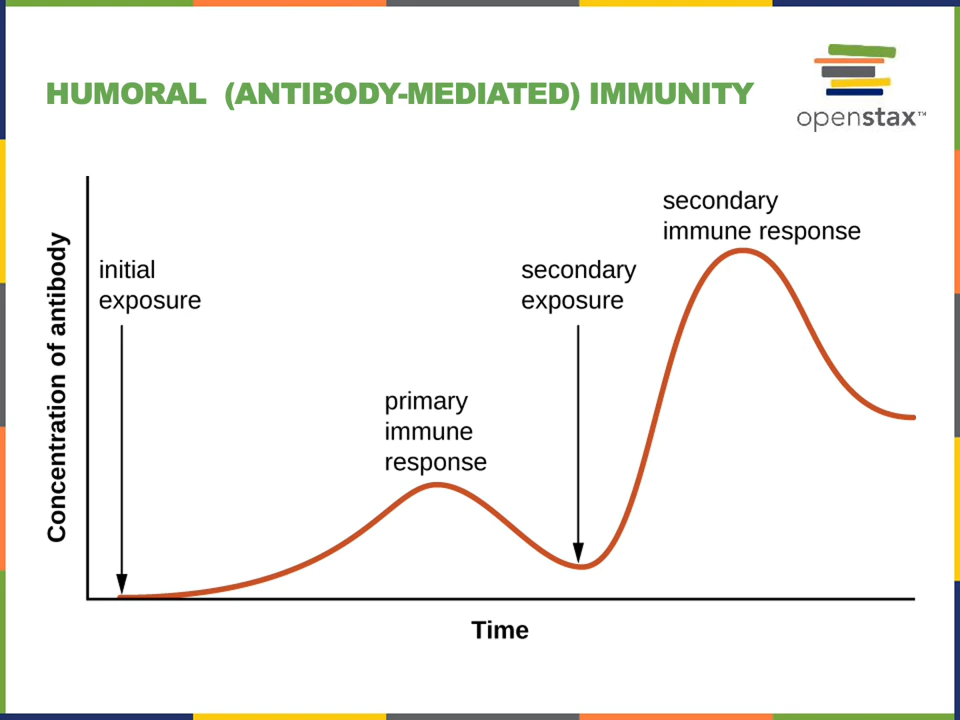 HUMORAL (ANTIBODY-MEDIATED) IMMUNITY
openstax™
Concentration of antibody
initial
exposure
primary
immune
response
secondary
exposure
secondary
immune response
Time